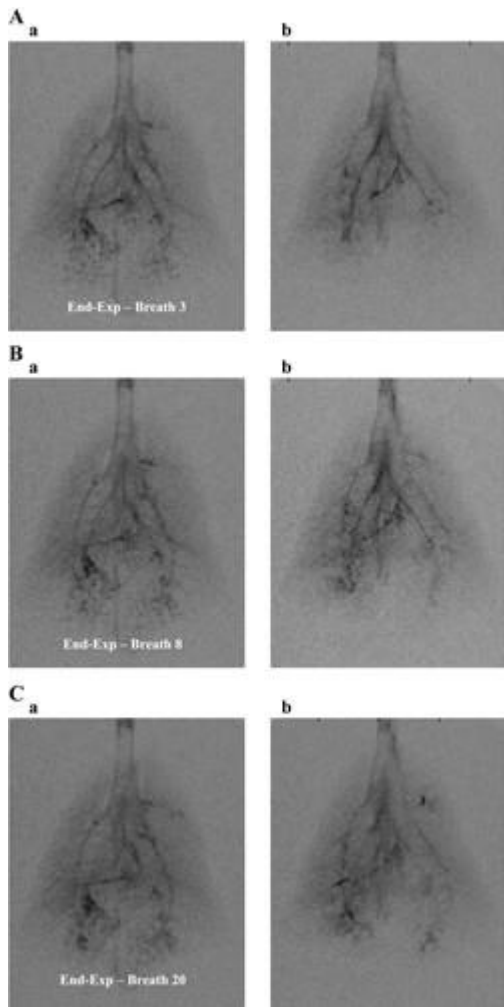 A
a b
End-Exp – Breath 3
B
a b
End-Exp – Breath 8
C
a b
End-Exp – Breath 20